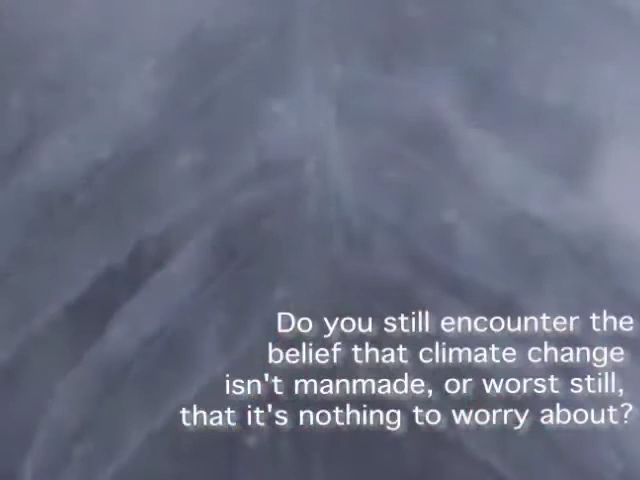 Do you still encounter the
belief that climate change
isn't manmade, or worst still,
that it's nothing to worry about?